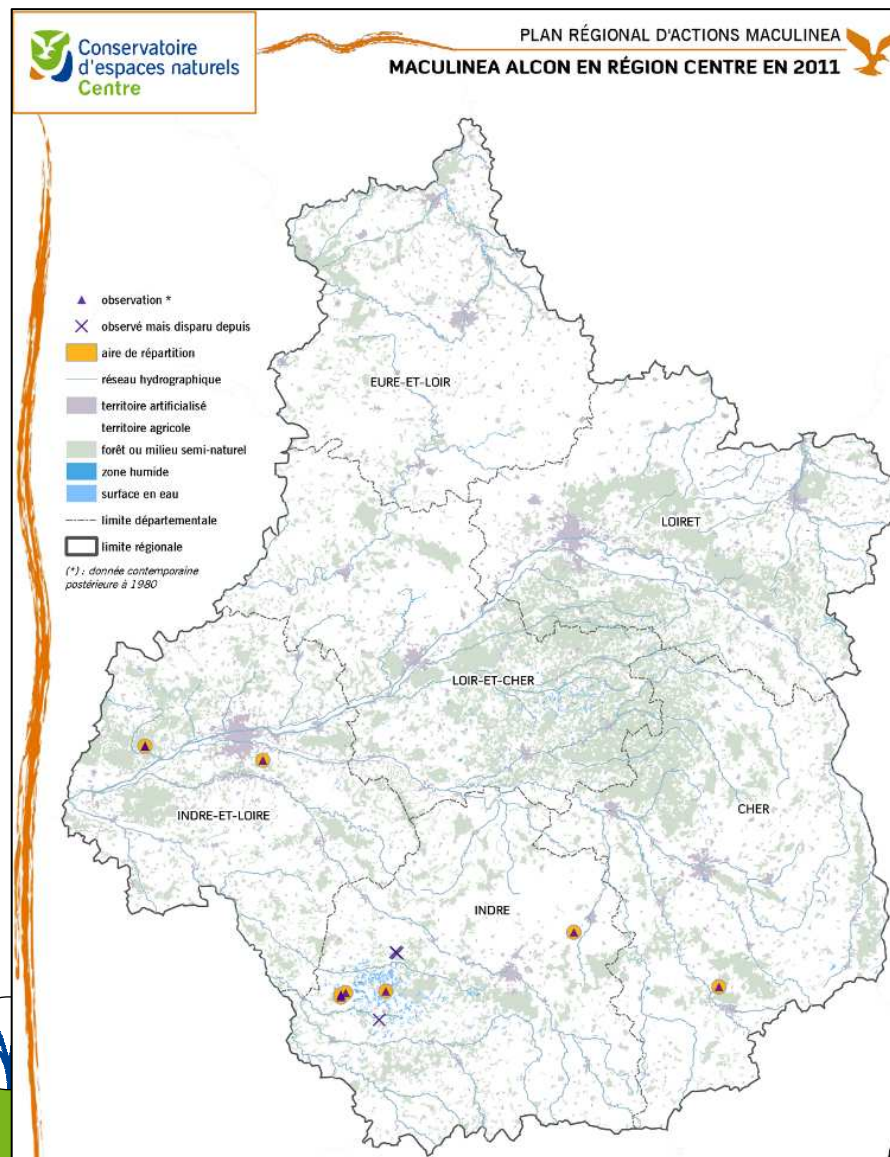 Conservatoire
d'espaces naturels
Centre
PLAN RÉGIONAL D'ACTIONS MACULINEA
MACULINEA ALCON EN RÉGION CENTRE EN 2011
observation *
observé mais disparu depuis
aire de répartition
réseau hydrographique
territoire artificialisé
territoire agricole
forêt ou milieu semi-naturel
zone humide
surface en eau
limite départementale
limite régionale
(*) : donnée contemporaine
postérieure à 1980
EURE-ET-LOIR
LOIRET
LOIR-ET-CHER
INDRE-ET-LOIRE
CHER
INDRE